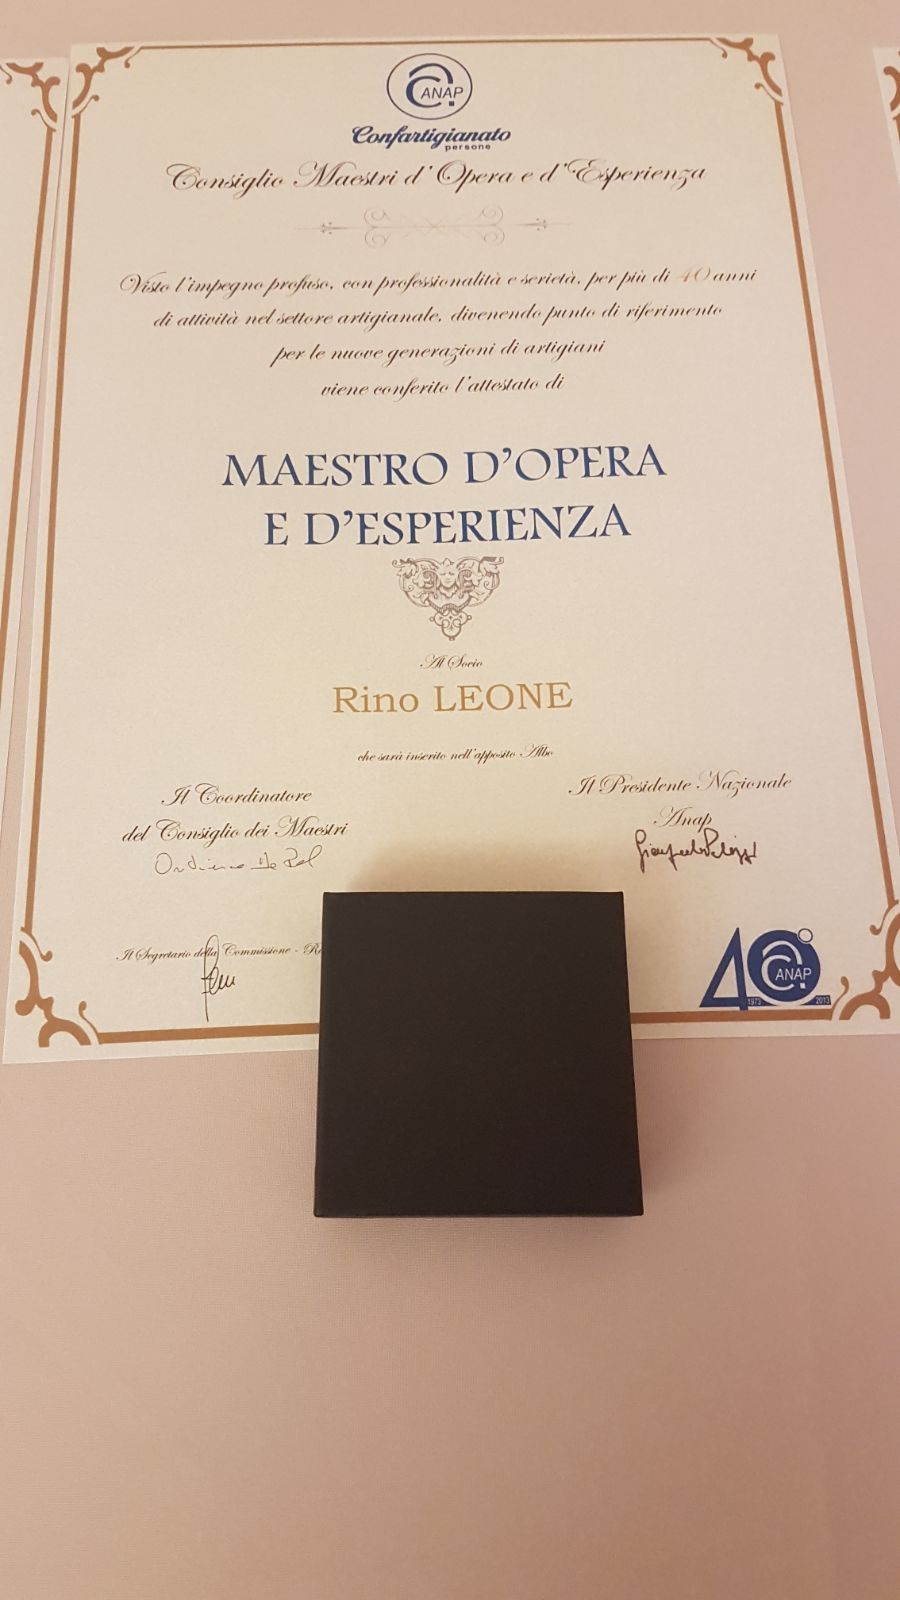 ANAP
Confartigianato
persone
Consiglio Maestri d'Opera e d'Esperienza
Visto l'impegno profuso, con professionalità e serietà, per più di 40 anni
di attività nel settore artigianale, divenendo punto di riferimento
per le nuove generazioni di artigiani
viene conferito l'attestato di
MAESTRO D'OPERA
E D'ESPERIENZA
Al Socio
Rino LEONE
che sarà inserito nell'apposito Albo
Il Coordinatore
del Consiglio dei Maestri
Il Presidente Nazionale
Anap
Il Segretario della Commissione -
40°
ANAP
1973 2013